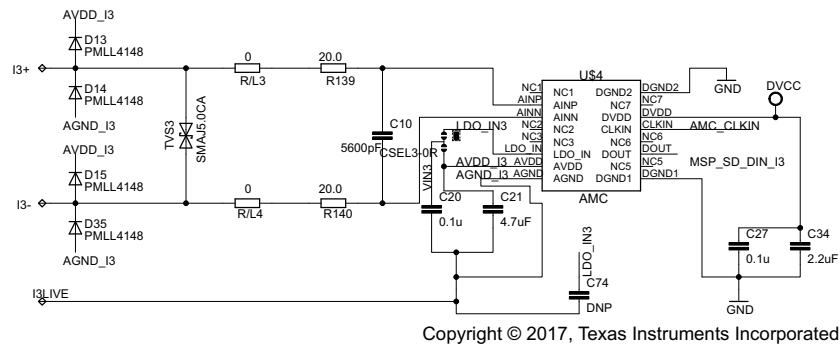 AVDD_I3
D13
PMLL4148
I3+
D14
PMLL4148
AGND_I3
AVDD_I3
D15
PMLL4148
I3-
D35
PMLL4148
AGND_I3
I3LIVE
TVS3
SMAJ5.0CA
0
R/L3
20.0
R139
0
R/L4
20.0
R140
C10
5600pF
CSEL3-0R
LDO_IN3
VIN3
AVDD_I3
AGND_I3
C20
0.1u
C21
4.7uF
LDO_IN3
C74
DNP
U$4
NC1
AINP
AINN
NC2
NC3
LDO_IN
AVDD
AGND
NC1
AINP
AINN
NC2
NC3
LDO_IN
AVDD
AGND
DGND2
NC7
DVDD
CLKIN
NC6
DOUT
NC5
DGND1
DGND2
NC7
DVDD
CLKIN
NC6
DOUT
NC5
DGND1
AMC
GND
DVCC
AMC_CLKIN
MSP_SD_DIN_I3
C27
0.1u
C34
2.2uF
GND
Copyright © 2017, Texas Instruments Incorporated